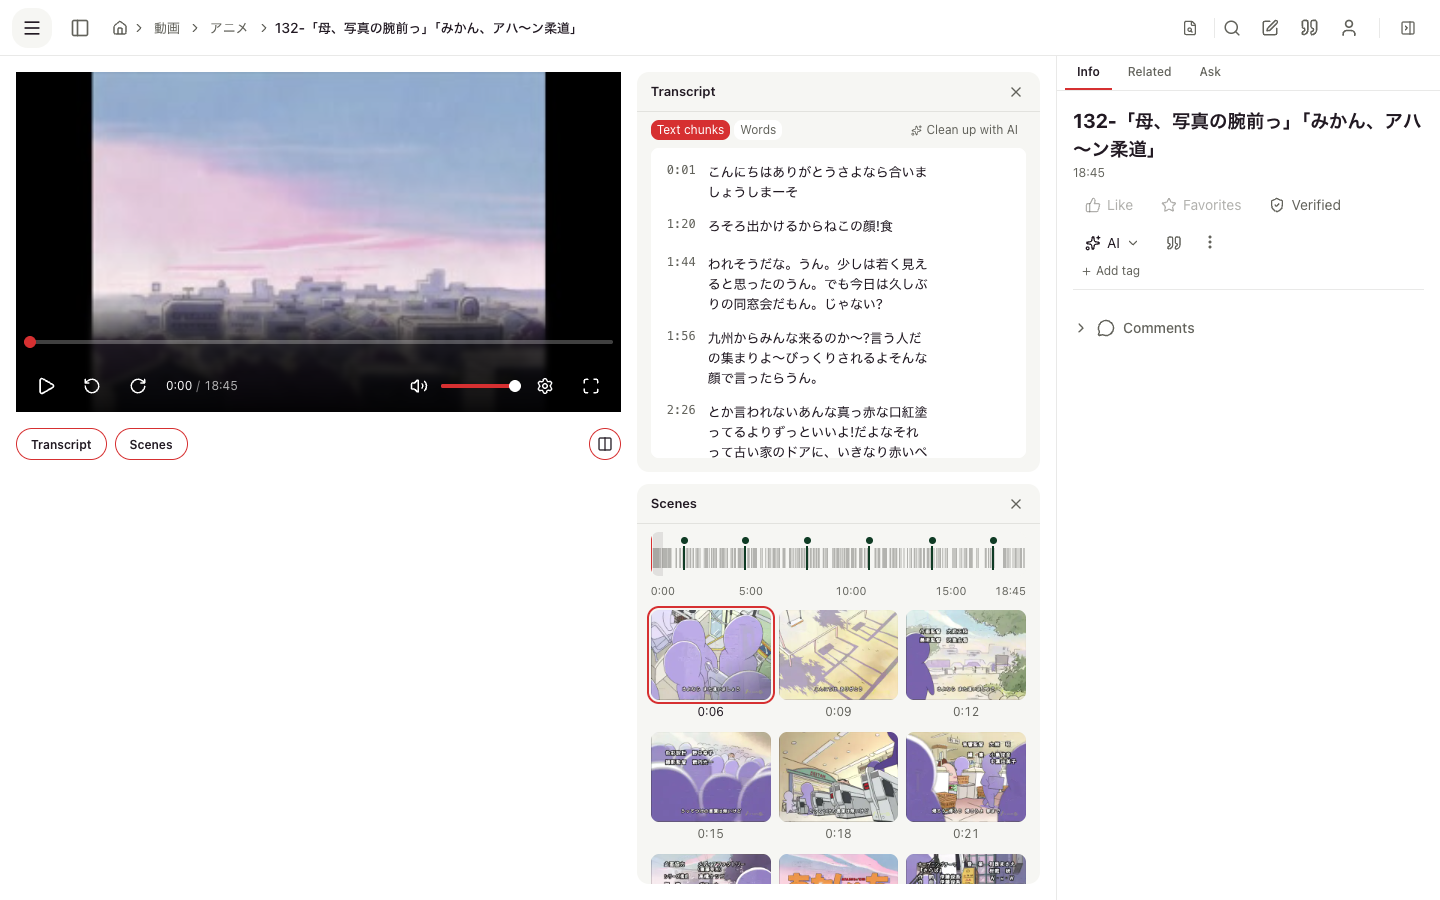 動画
アニメ
132-「母、写真の腕前っ」「みかん、アハ～ン柔道」
0:00 / 18:45
Transcript
Scenes
Transcript
Text chunks
Words
Clean up with AI
0:01
こんにちはありがとうさよなら合いま
しょうしまーそ
1:20
ろそろ出かけるからねこの顔!食
1:44
われそうだな。うん。少しは若く見え
ると思ったのうん。でも今日は久しぶ
りの同窓会だもん。じゃない?
1:56
九州からみんな来るのか～?言う人だ
の集まりよ～びっくりされるよそんな
顔で言ったらうん。
2:26
とか言われないあんな真っ赤な口紅塗
ってるよりずっといいよ!だよなそれ
って古い家のドアに、いきなり赤いペ
Scenes
0:00
5:00
10:00
15:00
18:45
0:06
0:09
0:12
0:15
0:18
0:21
Info
Related
Ask
132-「母、写真の腕前っ」「みかん、アハ
～ン柔道」
18:45
Like
Favorites
Verified
AI
+ Add tag
Comments